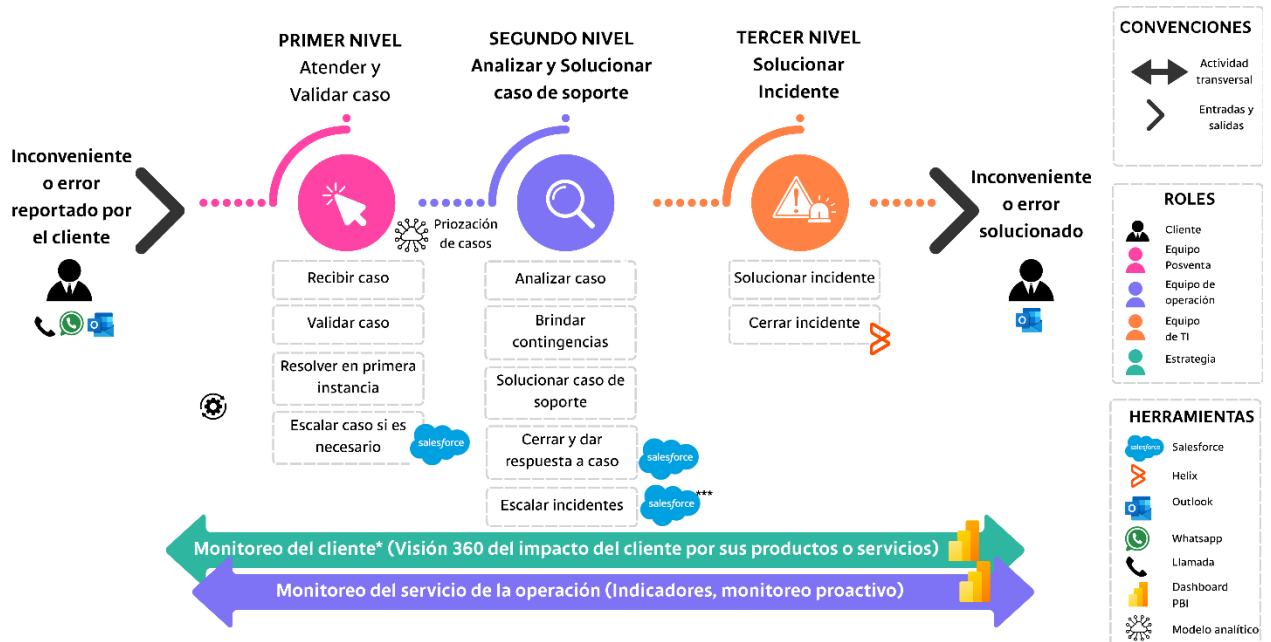 PRIMER NIVEL
Atender y
Validar caso
SEGUNDO NIVEL
Analizar y Solucionar
caso de soporte
TERCER NIVEL
Solucionar
Incidente
Inconveniente
o error
reportado por
el cliente
Priozación
de casos
Inconveniente
o error
solucionado
Recibir caso
Validar caso
Resolver en primera
instancia
Escalar caso si es
necesario
salesforce
Analizar caso
Brindar
contingencias
Solucionar caso de
soporte
Cerrar y dar
respuesta a caso
salesforce
Escalar incidentes
salesforce
***
Solucionar incidente
Cerrar incidente
Monitoreo del cliente* (Visión 360 del impacto del cliente por sus productos o servicios)
Monitoreo del servicio de la operación (Indicadores, monitoreo proactivo)
CONVENCIONES
Actividad
transversal
Entradas y
salidas
ROLES
Cliente
Equipo
Posventa
Equipo de
operación
Equipo
de TI
Estrategia
HERRAMIENTAS
salesforce
Salesforce
Helix
Outlook
Whatsapp
Llamada
Dashboard
PBI
Modelo analítico